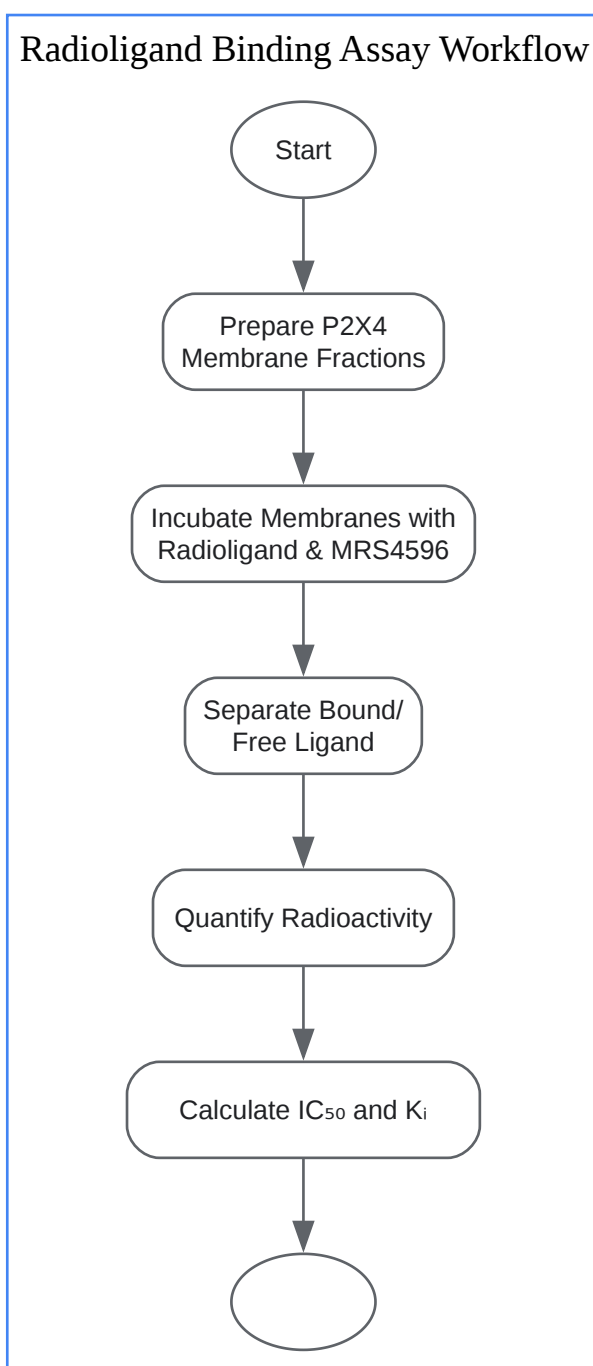 Radioligand Binding Assay Workflow
Start
Prepare P2X4
Membrane Fractions
Incubate Membranes with
Radioligand & MRS4596
Separate Bound/
Free Ligand
Quantify Radioactivity
Calculate IC₅₀ and Kᵢ